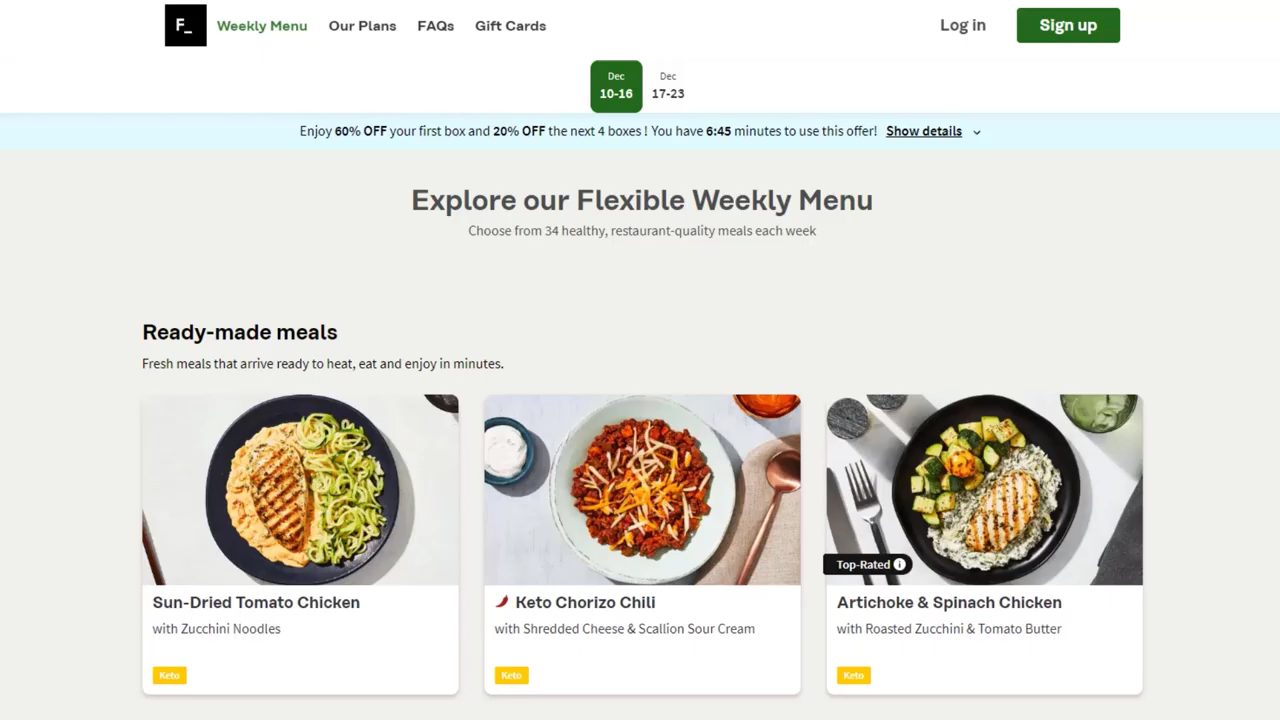 F_ Weekly Menu Our Plans FAQs Gift Cards Log in Sign up
Dec Dec
10-16 17-23
Enjoy 60% OFF your first box and 20% OFF the next 4 boxes ! You have 6:45 minutes to use this offer! Show details
Explore our Flexible Weekly Menu
Choose from 34 healthy, restaurant-quality meals each week
Ready-made meals
Fresh meals that arrive ready to heat, eat and enjoy in minutes.
Top-Rated i
Sun-Dried Tomato Chicken
with Zucchini Noodles
Keto
Keto Chorizo Chili
with Shredded Cheese & Scallion Sour Cream
Keto
Artichoke & Spinach Chicken
with Roasted Zucchini & Tomato Butter
Keto